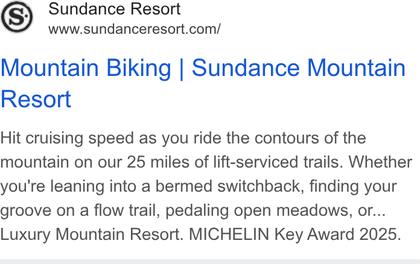 Sundance Resort
www.sundanceresort.com/
Mountain Biking | Sundance Mountain
Resort
Hit cruising speed as you ride the contours of the
mountain on our 25 miles of lift-serviced trails. Whether
you're leaning into a bermed switchback, finding your
groove on a flow trail, pedaling open meadows, or...
Luxury Mountain Resort. MICHELIN Key Award 2025.